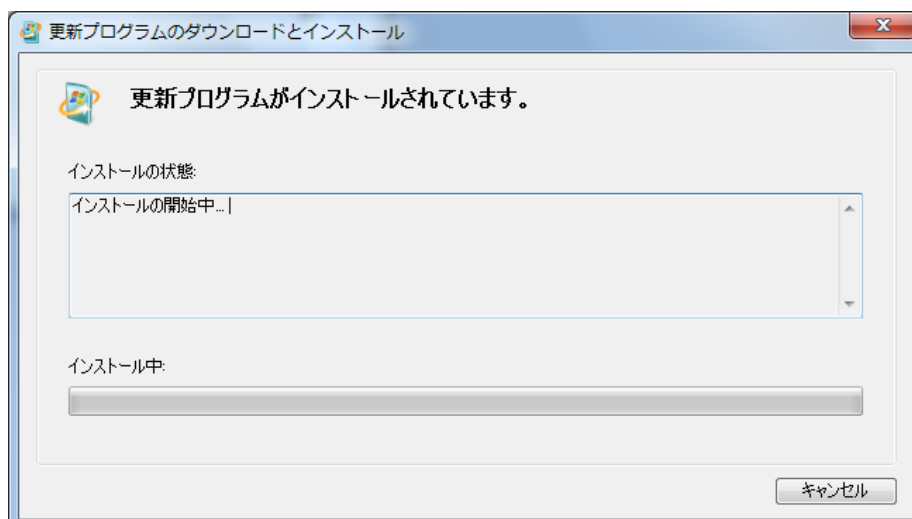 更新プログラムのダウンロードとインストール
更新プログラムがインストールされています。
インストールの状態:
インストールの開始中...
インストール中:
キャンセル